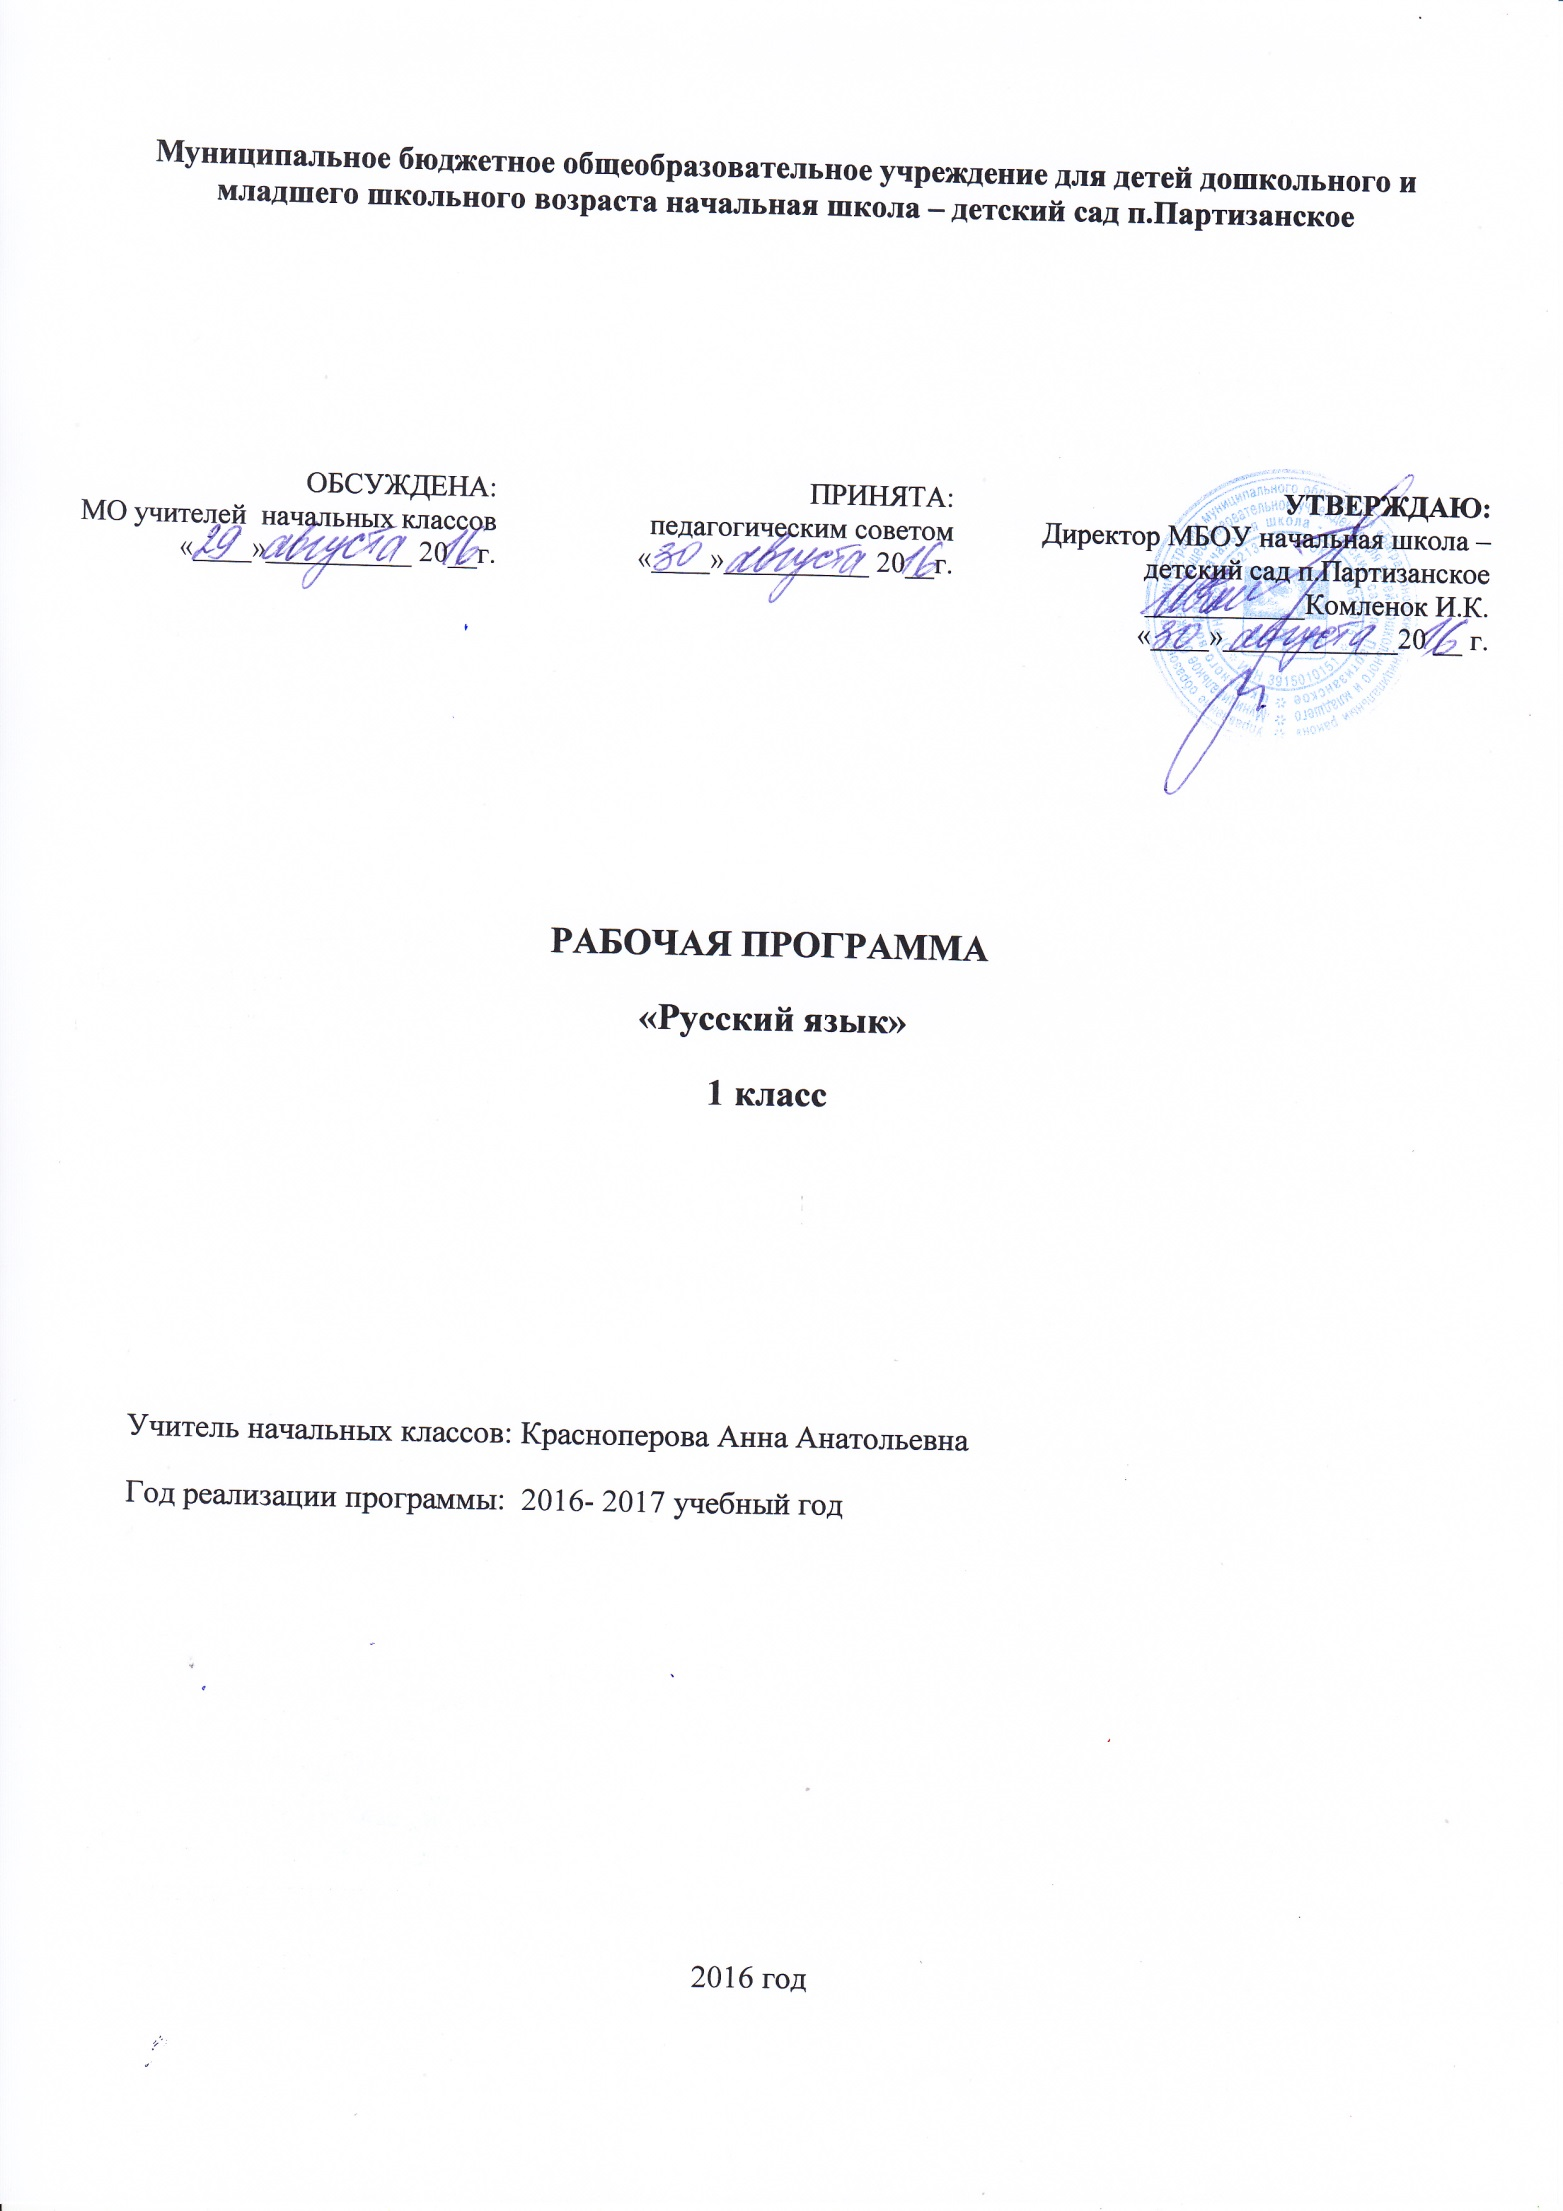 Муниципальное бюджетное общеобразовательное учреждение для детей дошкольного и
младшего школьного возраста начальная школа – детский сад п.Партизанское
ОБСУЖДЕНА:
МО учителей начальных классов
«29» августа 2016г.
ПРИНЯТА:
педагогическим советом
«30» августа 2016г.
УТВЕРЖДАЮ:
Директор МБОУ начальная школа –
детский сад п.Партизанское
Комленок И.К.
«30» августа 2016 г.
3915010151
РАБОЧАЯ ПРОГРАММА
«Русский язык»
1 класс
Учитель начальных классов: Красноперова Анна Анатольевна
Год реализации программы: 2016- 2017 учебный год
2016 год